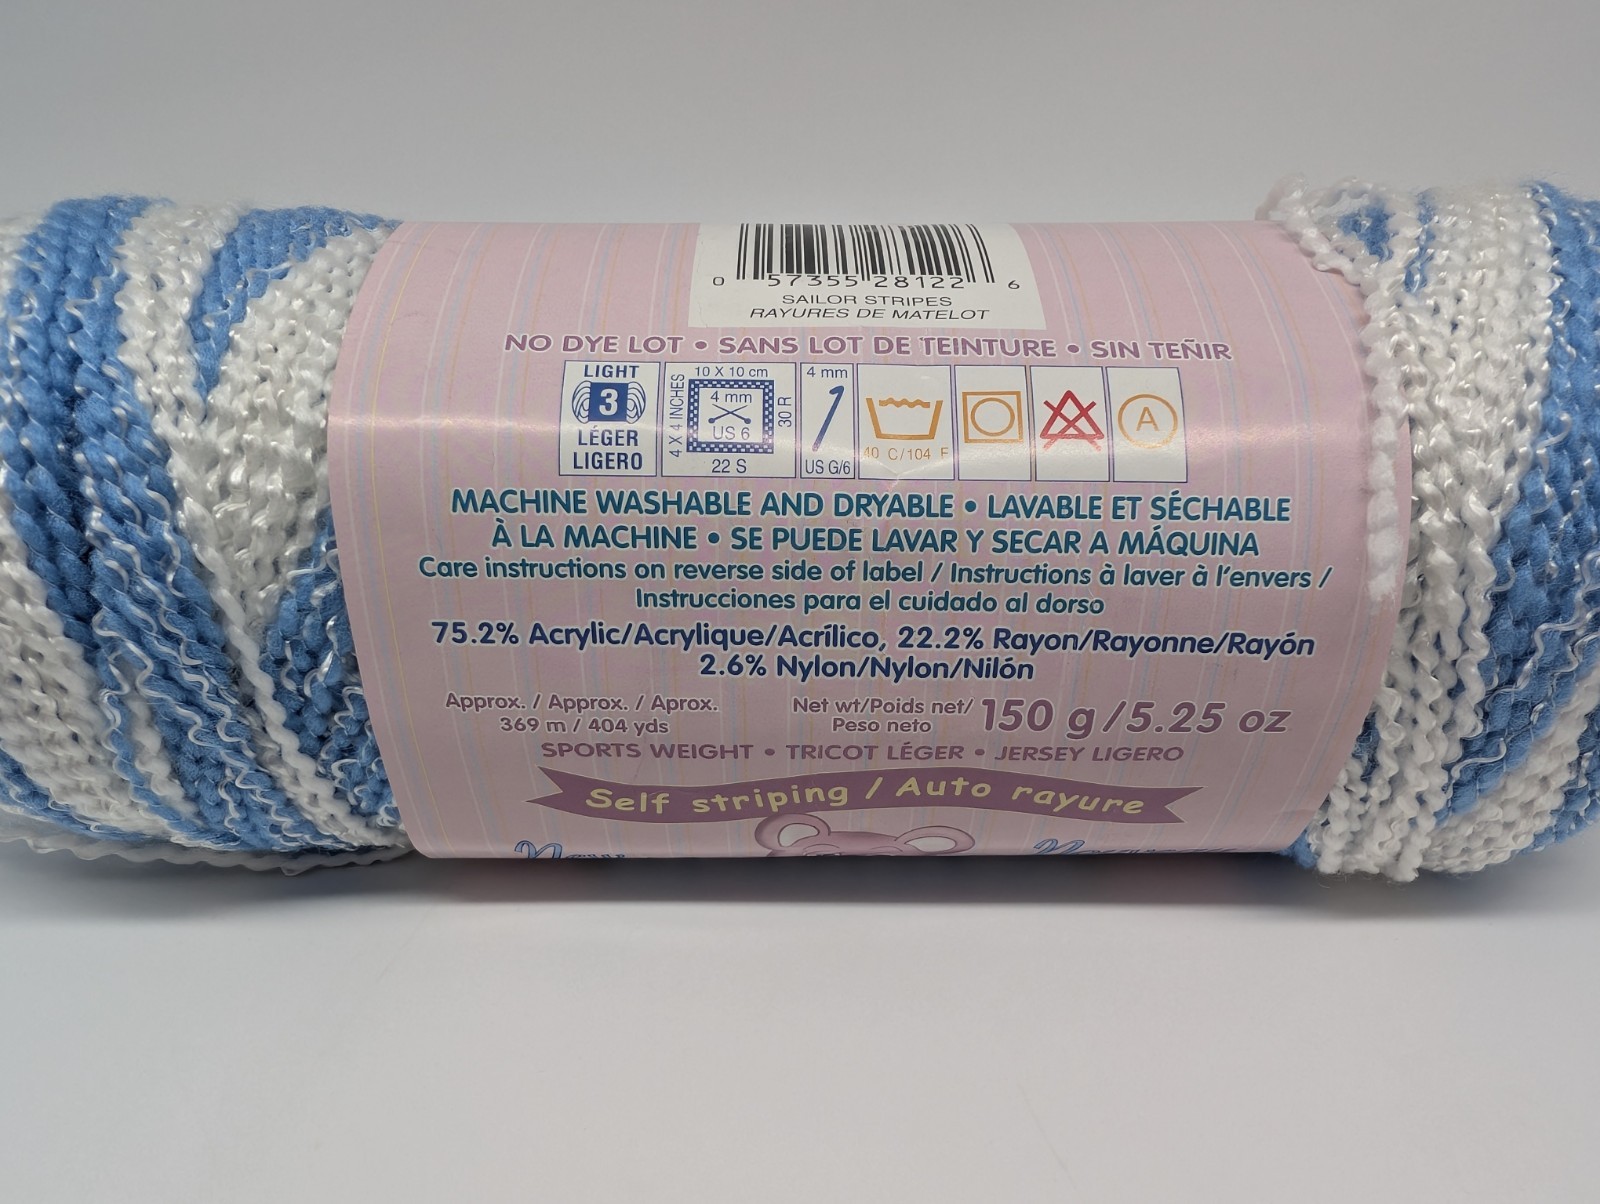 0 57355 28122 6
SAILOR STRIPES
RAYURES DE MATELOT
NO DYE LOT • SANS LOT DE TEINTURE • SIN TEÑIR
LIGHT
3
LÉGER
LIGERO
4 X 4 INCHES
10 X 10 cm
4 mm
US 6
22 S
30 R
4 mm
US G/6
40 C/104 F
A
MACHINE WASHABLE AND DRYABLE • LAVABLE ET SÉCHABLE
À LA MACHINE • SE PUEDE LAVAR Y SECAR A MÁQUINA
Care instructions on reverse side of label / Instructions à laver à l'envers /
Instrucciones para el cuidado al dorso
75.2% Acrylic/Acrylique/Acrílico, 22.2% Rayon/Rayonne/Rayón
2.6% Nylon/Nylon/Nilón
Approx. / Approx. / Aprox.
369 m / 404 yds
Net wt/Poids net/
Peso neto
150 g/5.25 oz
SPORTS WEIGHT • TRICOT LÉGER • JERSEY LIGERO
Self striping / Auto rayure